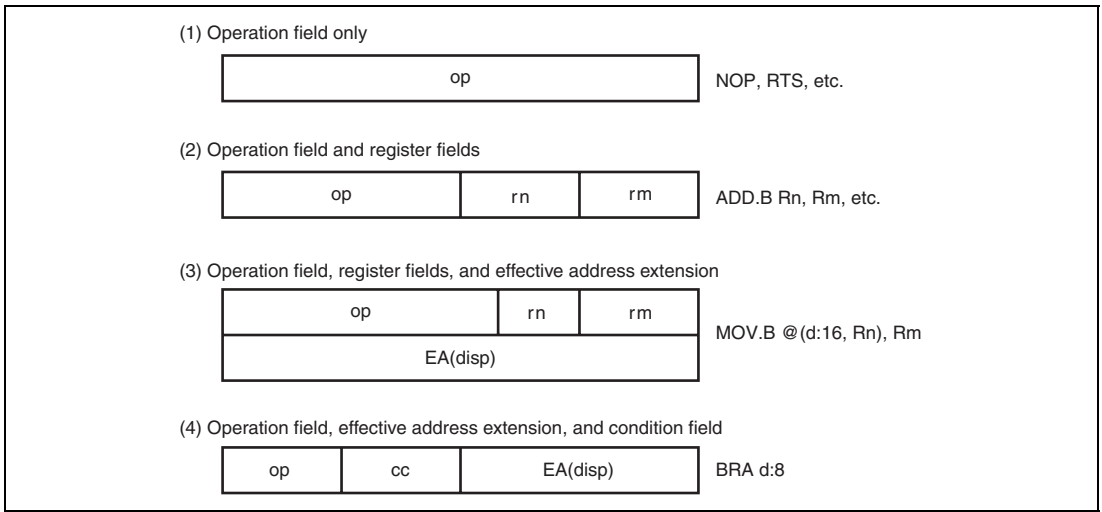 (1) Operation field only
op
NOP, RTS, etc.
(2) Operation field and register fields
op rn rm
ADD.B Rn, Rm, etc.
(3) Operation field, register fields, and effective address extension
op rn rm
MOV.B @(d:16, Rn), Rm
EA(disp)
(4) Operation field, effective address extension, and condition field
op cc EA(disp)
BRA d:8